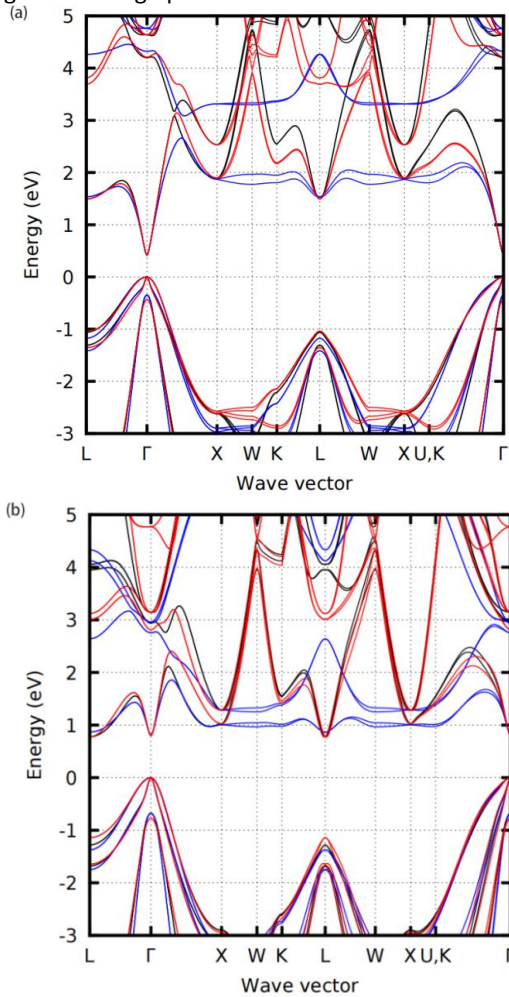 (a)
5
4
3
2
1
0
-1
-2
-3
Energy (eV)
L Γ X W K L W X U,K Γ
Wave vector
(b)
5
4
3
2
1
0
-1
-2
-3
Energy (eV)
L Γ X W K L W X U,K Γ
Wave vector